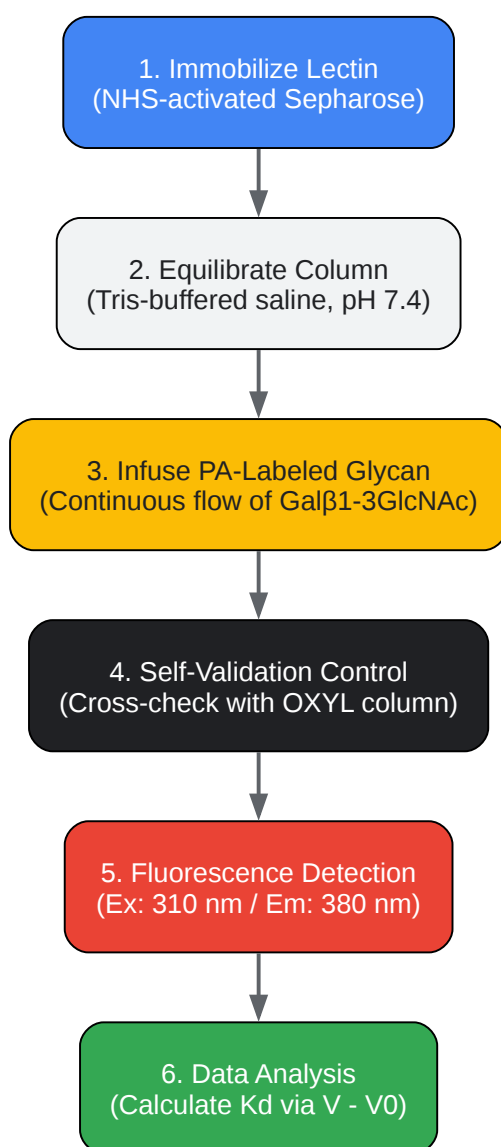 1. Immobilize Lectin
(NHS-activated Sepharose)
2. Equilibrate Column
(Tris-buffered saline, pH 7.4)
3. Infuse PA-Labeled Glycan
(Continuous flow of Galβ1-3GlcNAc)
4. Self-Validation Control
(Cross-check with OXYL column)
5. Fluorescence Detection
(Ex: 310 nm / Em: 380 nm)
6. Data Analysis
(Calculate Kd via V - V0)